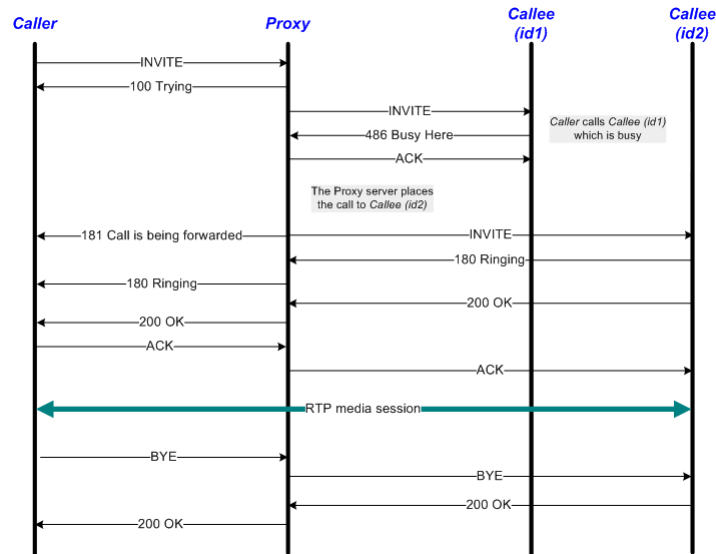 Caller
Proxy
Callee
(id1)
Callee
(id2)
INVITE
100 Trying
INVITE
486 Busy Here
ACK
Caller calls Callee (id1)
which is busy
The Proxy server places
the call to Callee (id2)
181 Call is being forwarded
INVITE
180 Ringing
180 Ringing
200 OK
200 OK
ACK
ACK
RTP media session
BYE
BYE
200 OK
200 OK